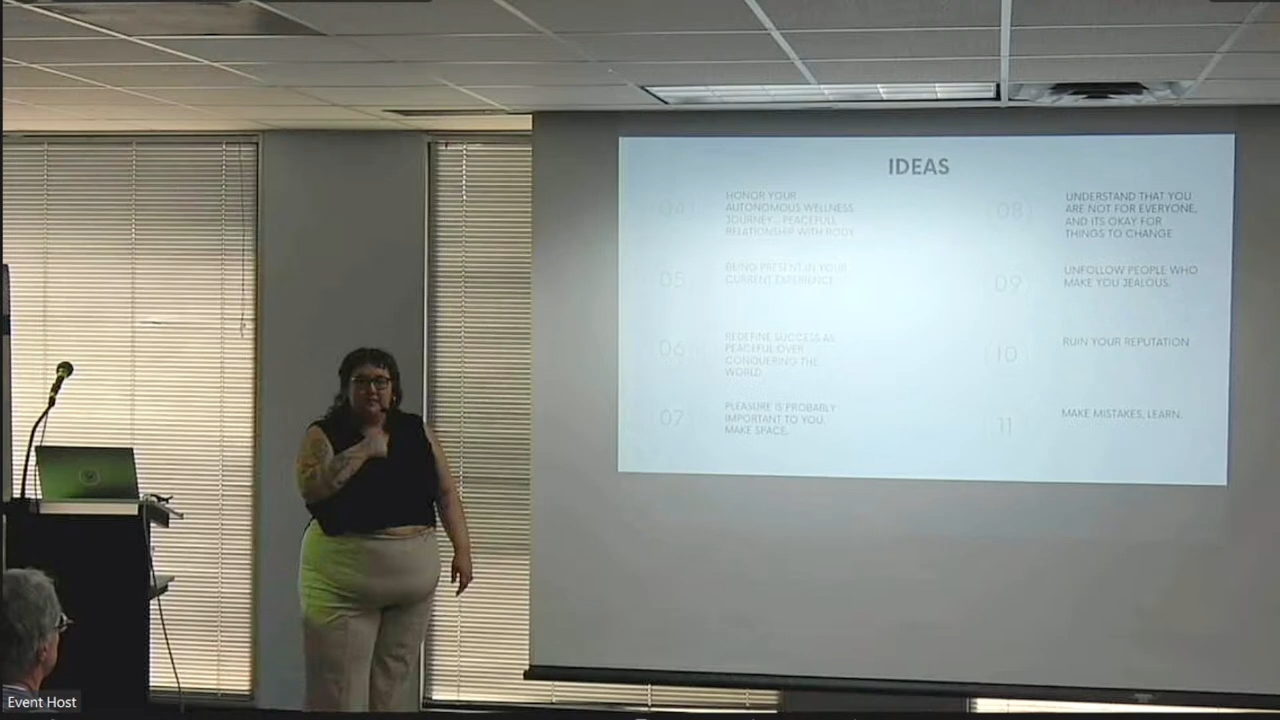 IDEAS
04
HONOR YOUR
AUTONOMOUS WELLNESS
JOURNEY - PEACEFULL
RELATIONSHIP WITH BODY
05
BEING PRESENT IN YOUR
CURRENT EXPERIENCE
06
REDEFINE SUCCESS AS
PEACEFUL OVER
CONQUERING THE
WORLD
07
PLEASURE IS PROBABLY
IMPORTANT TO YOU.
MAKE SPACE.
08
UNDERSTAND THAT YOU
ARE NOT FOR EVERYONE,
AND ITS OKAY FOR
THINGS TO CHANGE
09
UNFOLLOW PEOPLE WHO
MAKE YOU JEALOUS.
10
RUIN YOUR REPUTATION
11
MAKE MISTAKES, LEARN.
Event Host